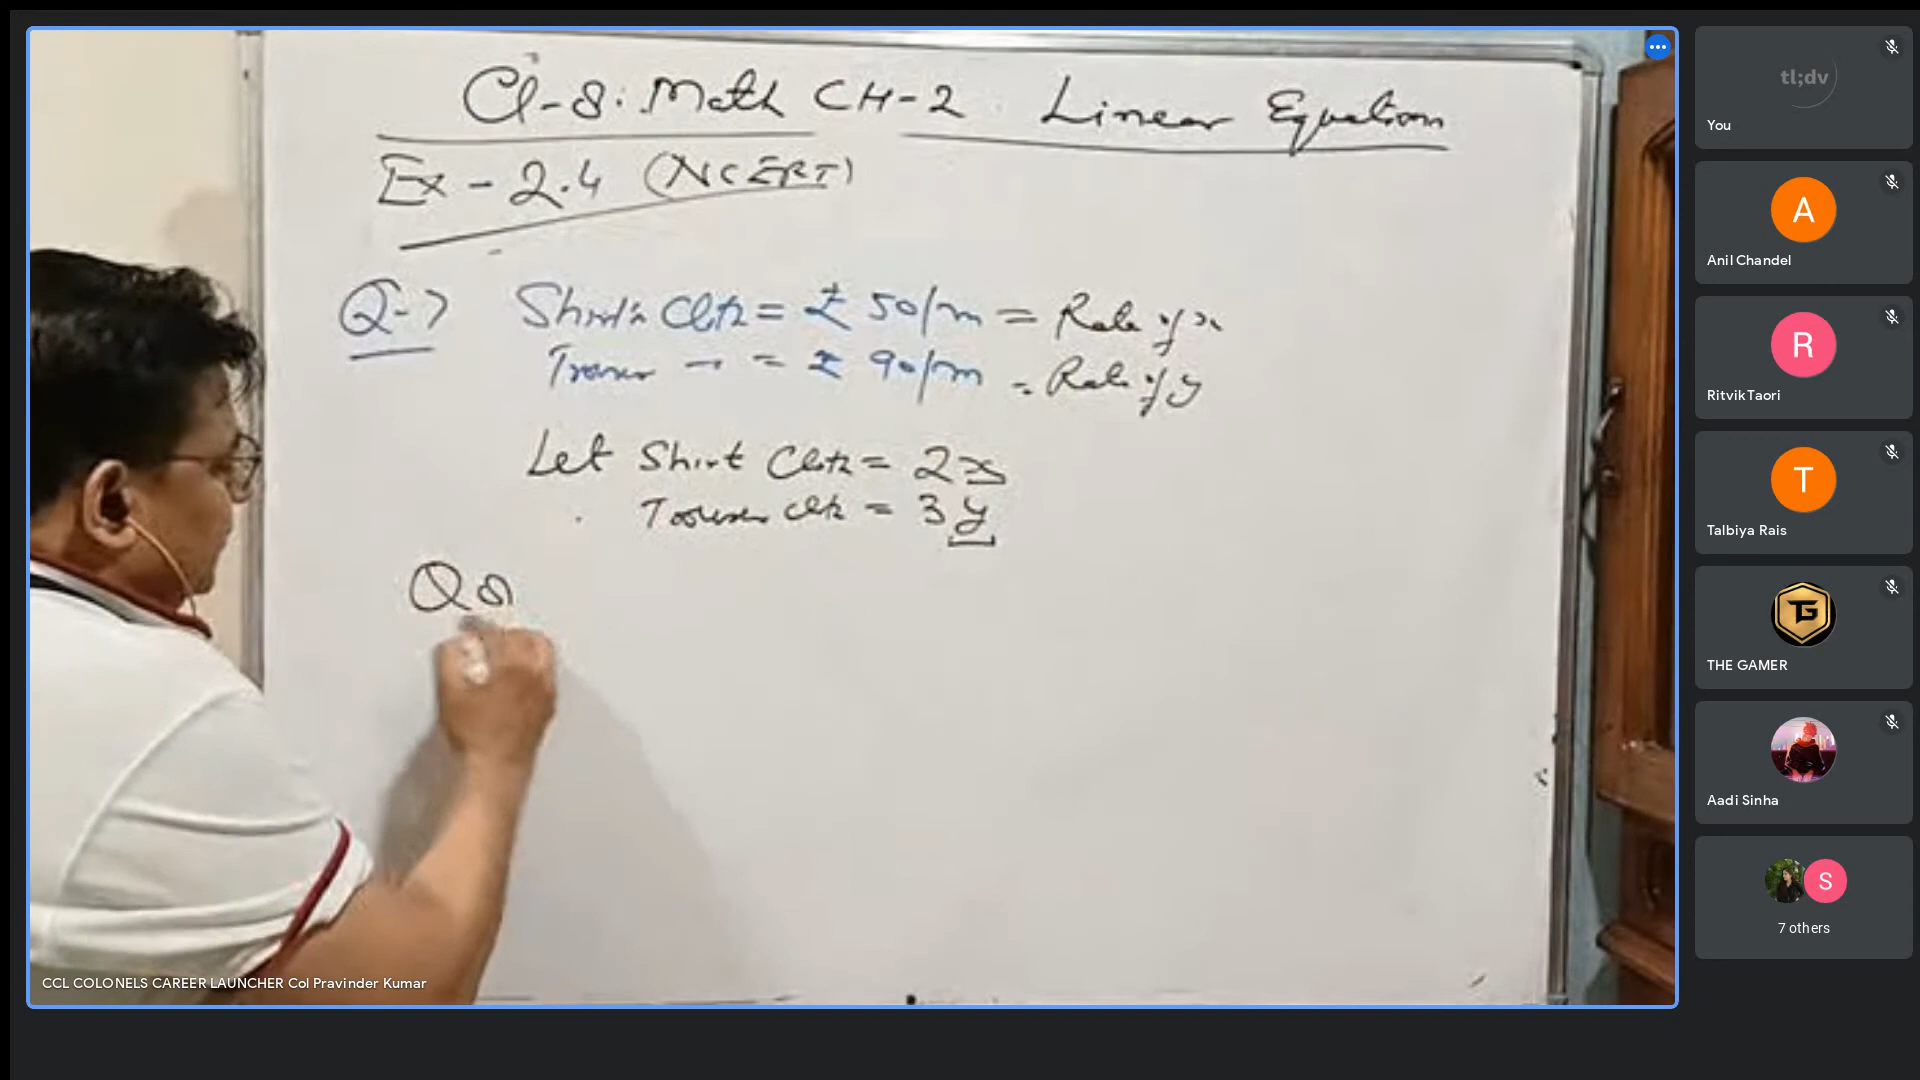 Cl-8: Math CH-2 Linear Equation
Ex-2.4 (NCERT)
Q-7 Shirt's Cloth = ₹ 50/m = Rate of x
Trouser — = ₹ 90/m = Rate of y
Let Shirt Cloth = 2x
Trouser Cloth = 3y
Q8
CCL COLONELS CAREER LAUNCHER Col Pravinder Kumar
tl;dv
You
A
Anil Chandel
R
RitvikTaori
T
Talbiya Rais
TG
THE GAMER
Aadi Sinha
S
7 others